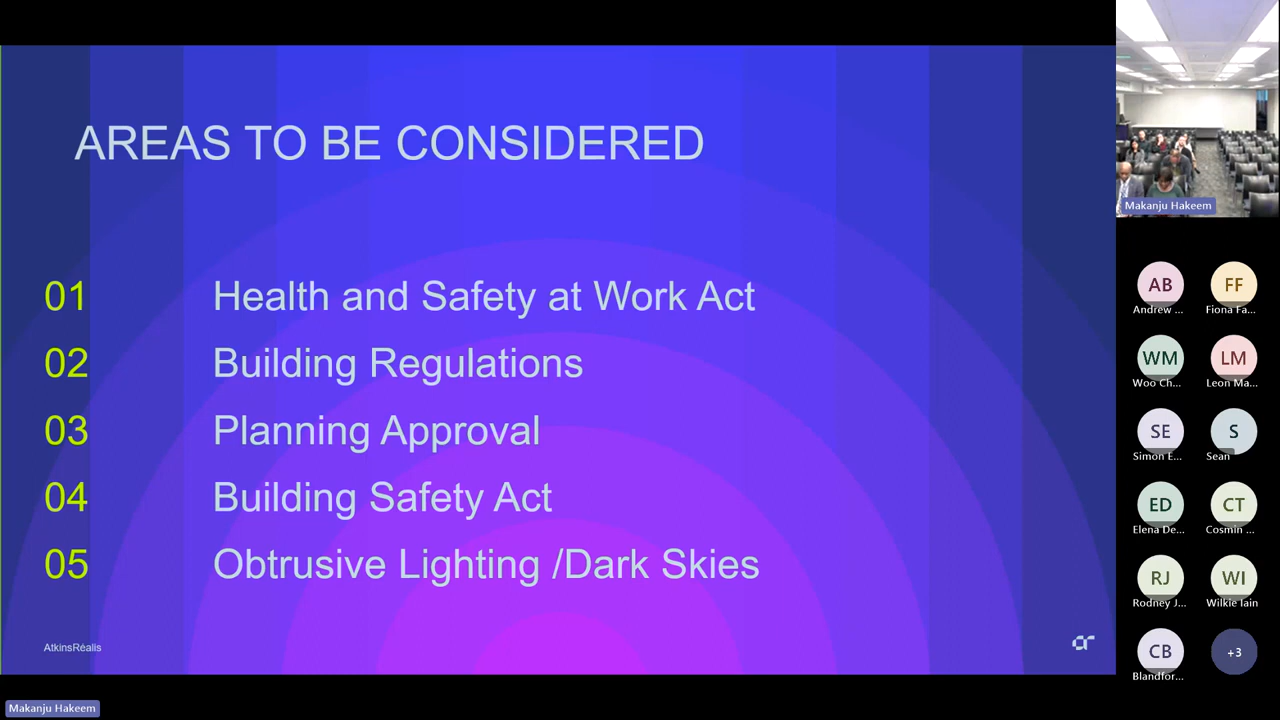 AREAS TO BE CONSIDERED
01 Health and Safety at Work Act
02 Building Regulations
03 Planning Approval
04 Building Safety Act
05 Obtrusive Lighting /Dark Skies
AtkinsRéalis
Makanju Hakeem
Makanju Hakeem
AB FF
Andrew ... Fiona Fa...
WM LM
Woo Ch... Leon Ma...
SE S
Simon E... Sean
ED CT
Elena De... Cosmin ...
RJ WI
Rodney J... Wilkie Iain
CB +3
Blandfor...